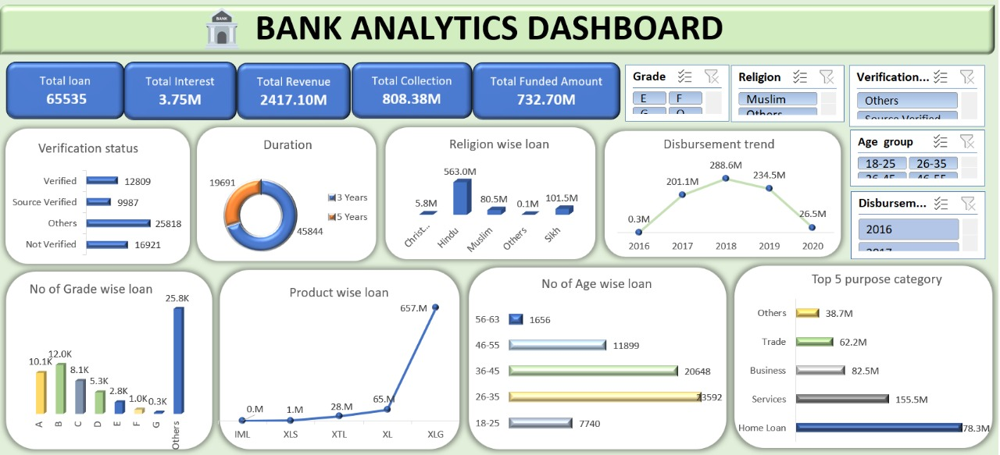 BANK
BANK ANALYTICS DASHBOARD
Total loan
65535
Total Interest
3.75M
Total Revenue
2417.10M
Total Collection
808.38M
Total Funded Amount
732.70M
Grade
E F
G O
Religion
Muslim
Others
Verification...
Others
Source Verified
Age group
18-25 26-35
36-45 46-55
Disbursem...
2016
2017
Verification status
Verified 12809
Source Verified 9987
Others 25818
Not Verified 16921
Duration
19691
45844
3 Years
5 Years
Religion wise loan
5.8M 563.0M 80.5M 0.1M 101.5M
Christ... Hindu Muslim Others Sikh
Disbursement trend
0.3M 201.1M 288.6M 234.5M 26.5M
2016 2017 2018 2019 2020
No of Grade wise loan
10.1K 12.0K 8.1K 5.3K 2.8K 1.0K 0.3K 25.8K
A B C D E F G Others
Product wise loan
0.M 1.M 28.M 65.M 657.M
IML XLS XTL XL XLG
No of Age wise loan
56-63 1656
46-55 11899
36-45 20648
26-35 23592
18-25 7740
Top 5 purpose category
Others 38.7M
Trade 62.2M
Business 82.5M
Services 155.5M
Home Loan 78.3M